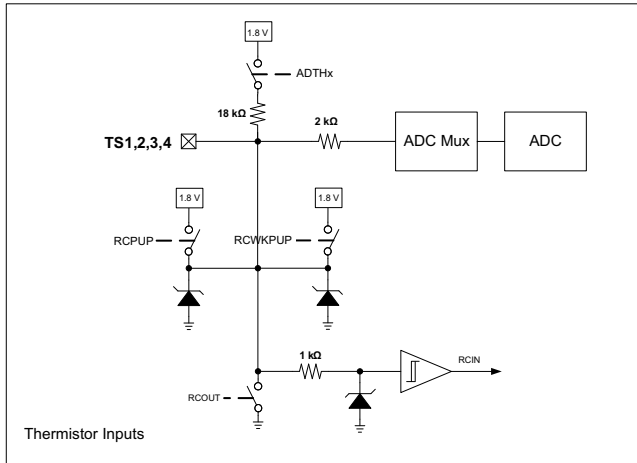 1.8 V
ADTHx
18 kΩ
2 kΩ
TS1,2,3,4
ADC Mux
ADC
1.8 V
1.8 V
RCPUP
RCWKPUP
1 kΩ
RCIN
RCOUT
Thermistor Inputs